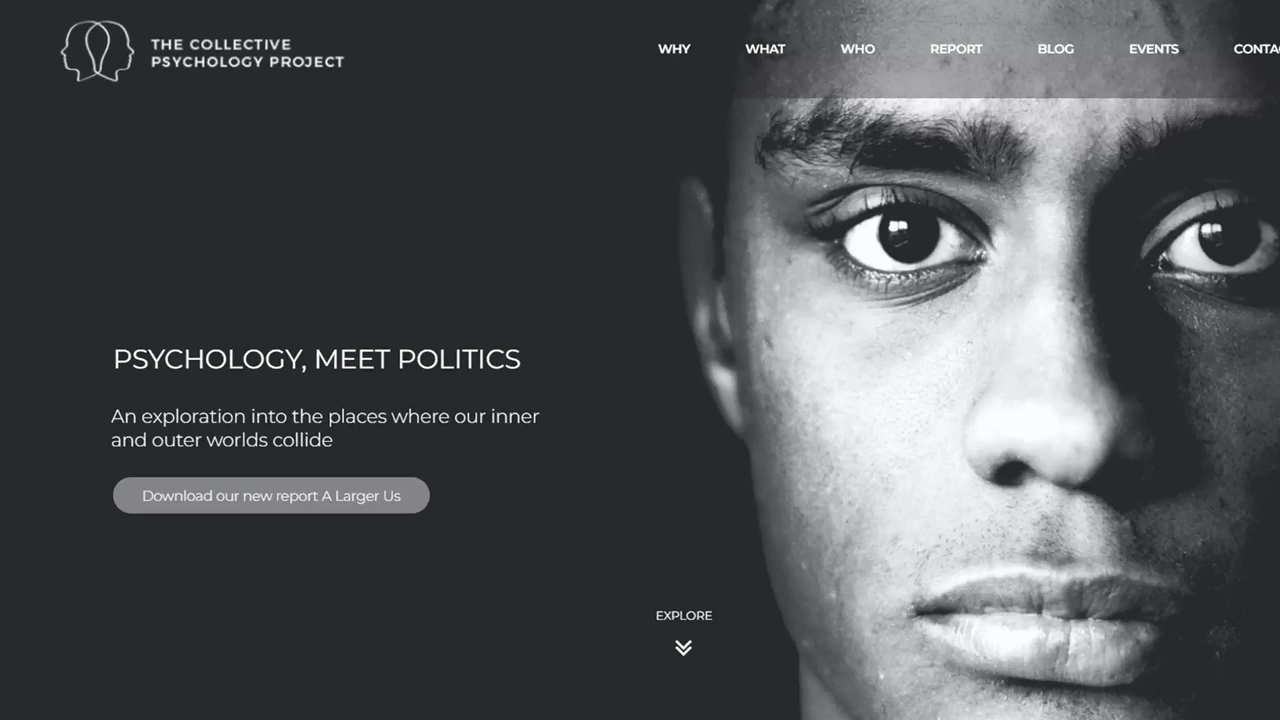 THE COLLECTIVE
PSYCHOLOGY PROJECT
WHY WHAT WHO REPORT BLOG EVENTS CONTAC
PSYCHOLOGY, MEET POLITICS
An exploration into the places where our inner
and outer worlds collide
Download our new report A Larger Us
EXPLORE